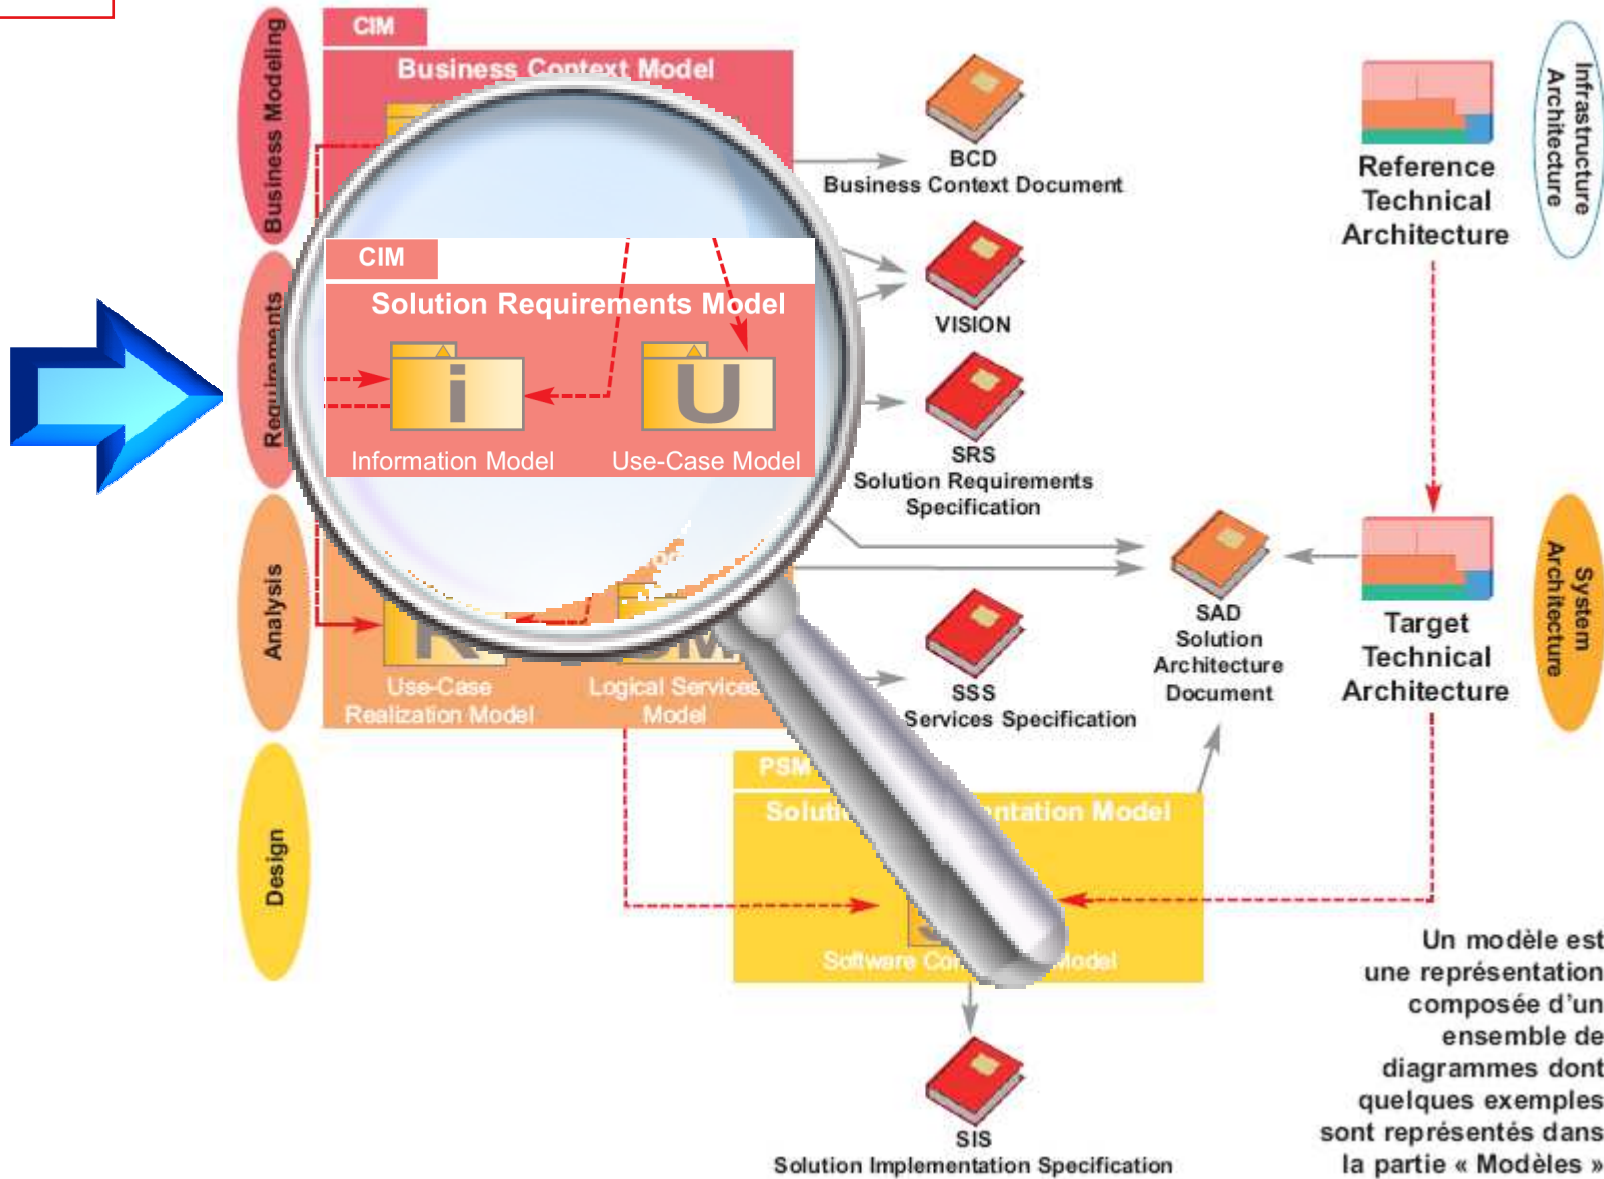 CIM
Business Context Model
Business Modeling
BCD
Business Context Document
Infrastructure
Architecture
Reference
Technical
Architecture
CIM
Solution Requirements Model
i
U
Information Model
Use-Case Model
Requirements
VISION
SRS
Solution Requirements
Specification
Analysis
Use-Case
Realization Model
Logical Services
Model
SSS
Services Specification
SAD
Solution
Architecture
Document
Target
Technical
Architecture
System
Architecture
Design
PSM
Model
Software
Model
SIS
Solution Implementation Specification
Un modèle est
une représentation
composée d'un
ensemble de
diagrammes dont
quelques exemples
sont représentés dans
la partie « Modèles »